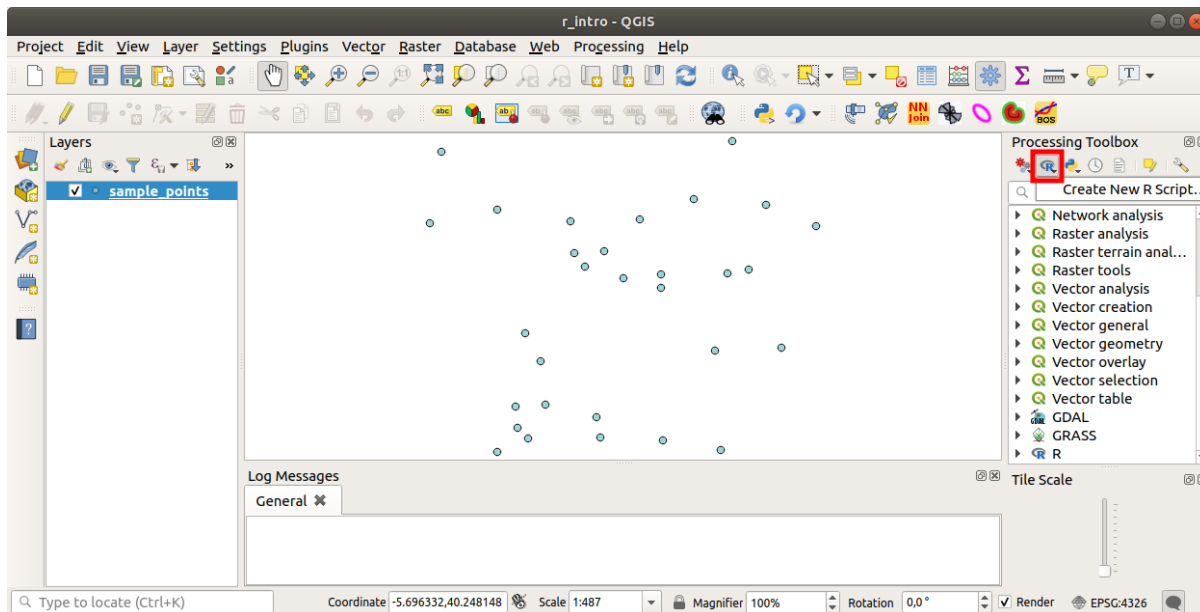 r_intro - QGIS
Project Edit View Layer Settings Plugins Vector Raster Database Web Processing Help
NN Join
BOS
Layers
sample_points
Processing Toolbox
Create New R Script...
Network analysis
Raster analysis
Raster terrain anal...
Raster tools
Vector analysis
Vector creation
Vector general
Vector geometry
Vector overlay
Vector selection
Vector table
GDAL
GRASS
R
Log Messages
General
Tile Scale
Type to locate (Ctrl+K)
Coordinate -5.696332,40.248148 Scale 1:487 Magnifier 100% Rotation 0,0 ° Render EPSG:4326